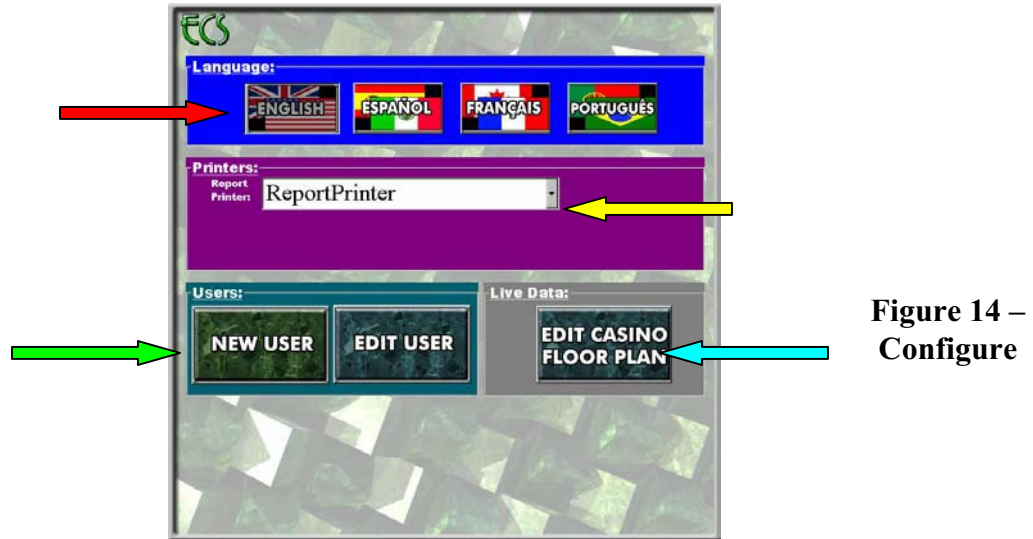 ECS
Language:
ENGLISH
ESPAÑOL
FRANÇAIS
PORTUGUÊS
Printers:
Report
Printer:
ReportPrinter
Users:
NEW USER
EDIT USER
Live Data:
EDIT CASINO
FLOOR PLAN
Figure 14 –
Configure